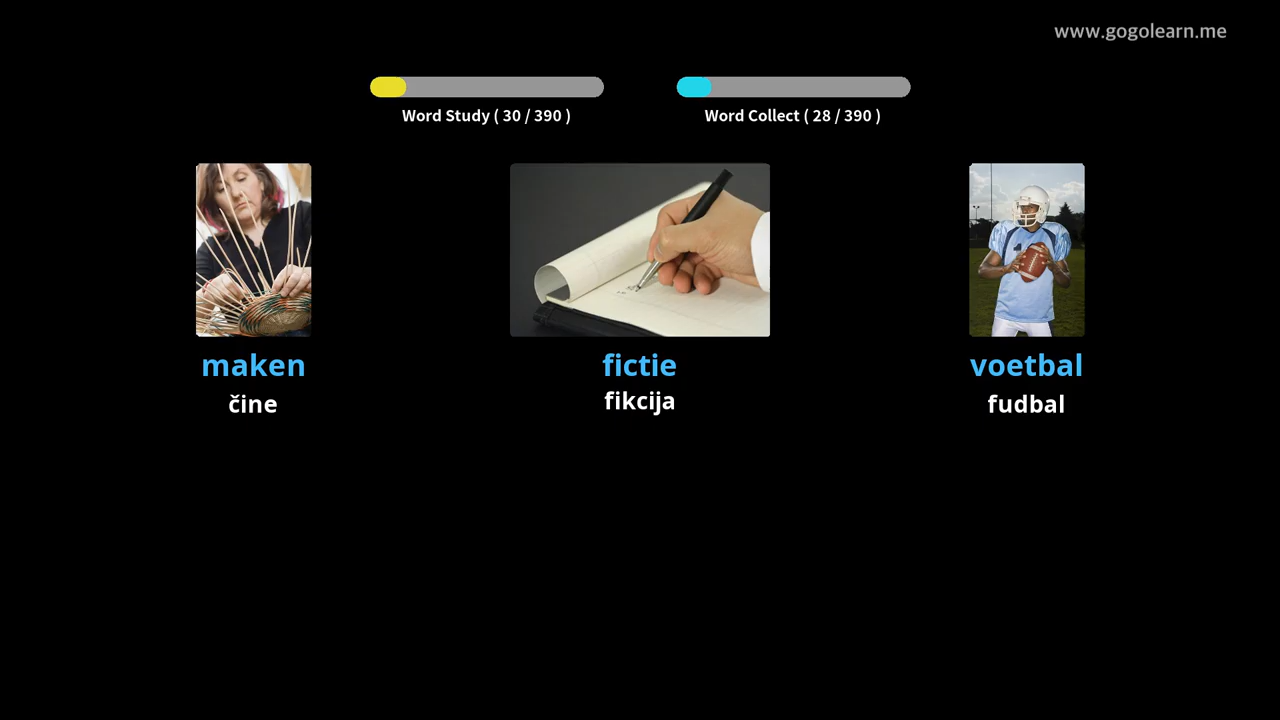 www.gogolearn.me
Word Study ( 30 / 390 )
Word Collect ( 28 / 390 )
maken
čine
fictie
fikcija
voetbal
fudbal